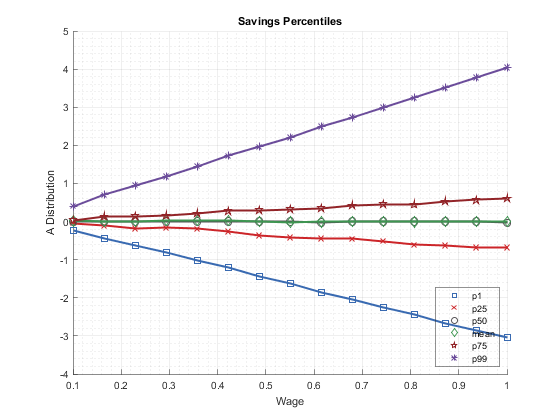 Savings Percentiles
5
4
3
2
1
0
-1
-2
-3
-4
A Distribution
0.1 0.2 0.3 0.4 0.5 0.6 0.7 0.8 0.9 1
Wage
p1
p25
p50
mean
p75
p99